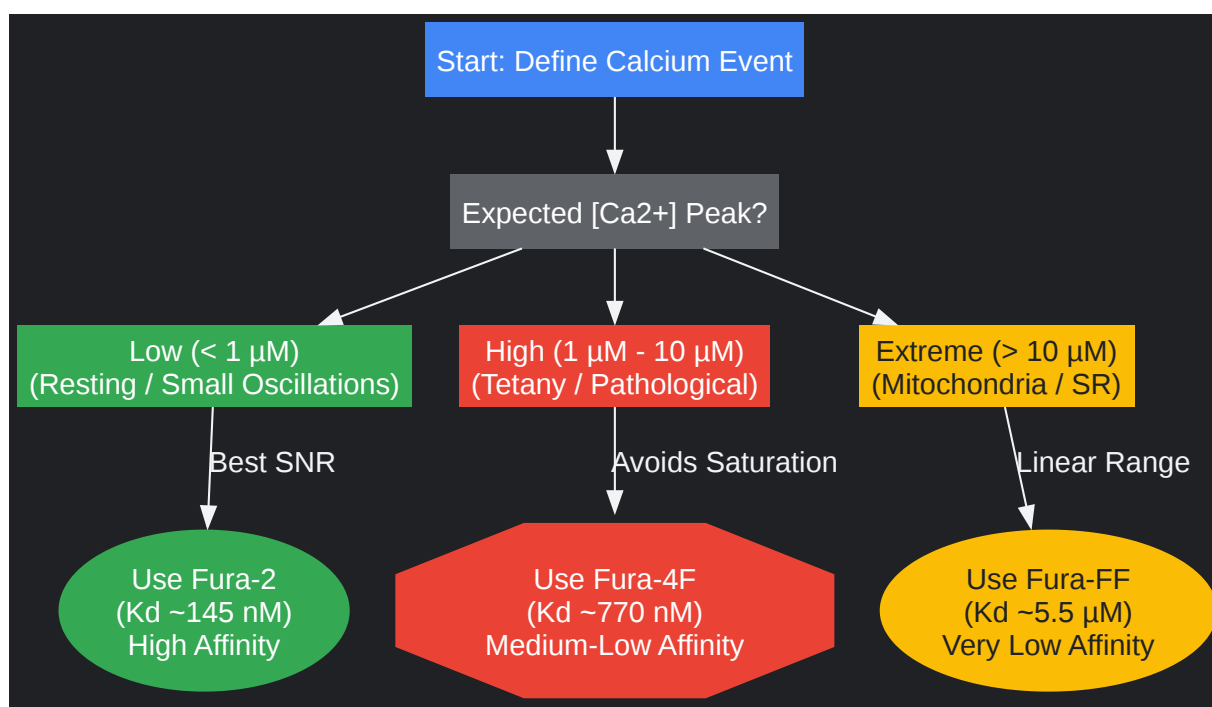 Start: Define Calcium Event
Expected [Ca2+] Peak?
Low (< 1 µM)
(Resting / Small Oscillations)
High (1 µM - 10 µM)
(Tetany / Pathological)
Extreme (> 10 µM)
(Mitochondria / SR)
Best SNR
Avoids Saturation
Linear Range
Use Fura-2
(Kd ~145 nM)
High Affinity
Use Fura-4F
(Kd ~770 nM)
Medium-Low Affinity
Use Fura-FF
(Kd ~5.5 µM)
Very Low Affinity